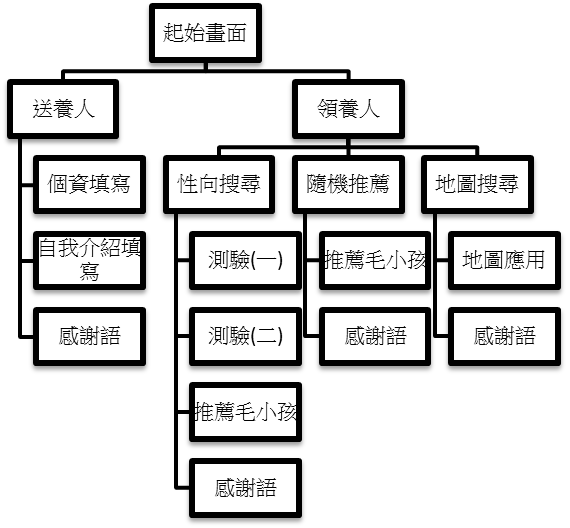 起始畫面
送養人
個資填寫
自我介紹填
寫
感謝語
領養人
性向搜尋
測驗(一)
測驗(二)
推薦毛小孩
感謝語
隨機推薦
推薦毛小孩
感謝語
地圖搜尋
地圖應用
感謝語